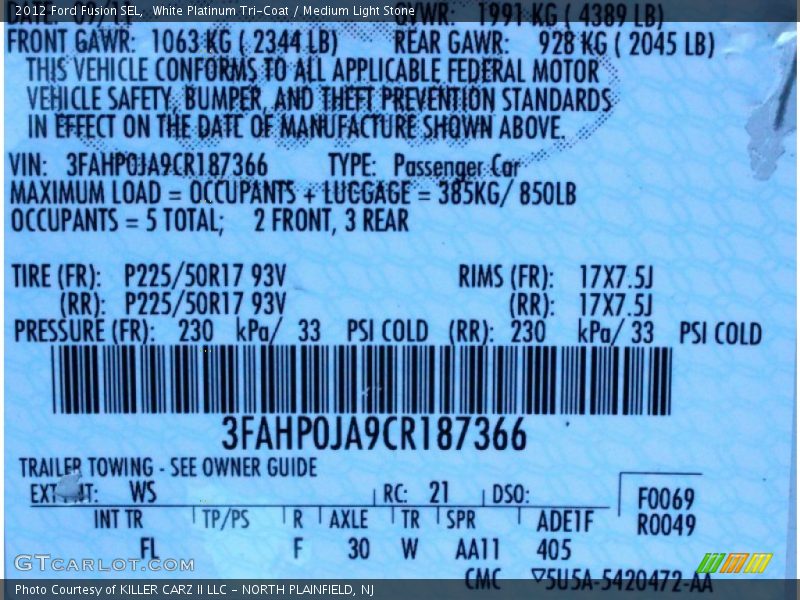 2012 Ford Fusion SEL, White Platinum Tri-Coat / Medium Light Stone
DATE: 09/11 GVWR: 1991 KG ( 4389 LB)
FRONT GAWR: 1063 KG ( 2344 LB) REAR GAWR: 928 KG ( 2045 LB)
THIS VEHICLE CONFORMS TO ALL APPLICABLE FEDERAL MOTOR
VEHICLE SAFETY, BUMPER, AND THEFT PREVENTION STANDARDS
IN EFFECT ON THE DATE OF MANUFACTURE SHOWN ABOVE.
VIN: 3FAHP0JA9CR187366 TYPE: Passenger Car
MAXIMUM LOAD = OCCUPANTS + LUGGAGE = 385KG/ 850LB
OCCUPANTS = 5 TOTAL; 2 FRONT, 3 REAR
TIRE (FR): P225/50R17 93V RIMS (FR): 17X7.5J
(RR): P225/50R17 93V (RR): 17X7.5J
PRESSURE (FR): 230 kPa/ 33 PSI COLD (RR): 230 kPa/ 33 PSI COLD
3FAHP0JA9CR187366
TRAILER TOWING - SEE OWNER GUIDE
EXT PNT: WS RC: 21 DSO:
F0069
R0049
INT TR TP/PS R AXLE TR SPR ADE1F
FL F 30 W AA11 405
CMC ▽5U5A-5420472-AA
GTCARLOT.COM
Photo Courtesy of KILLER CARZ II LLC - NORTH PLAINFIELD, NJ